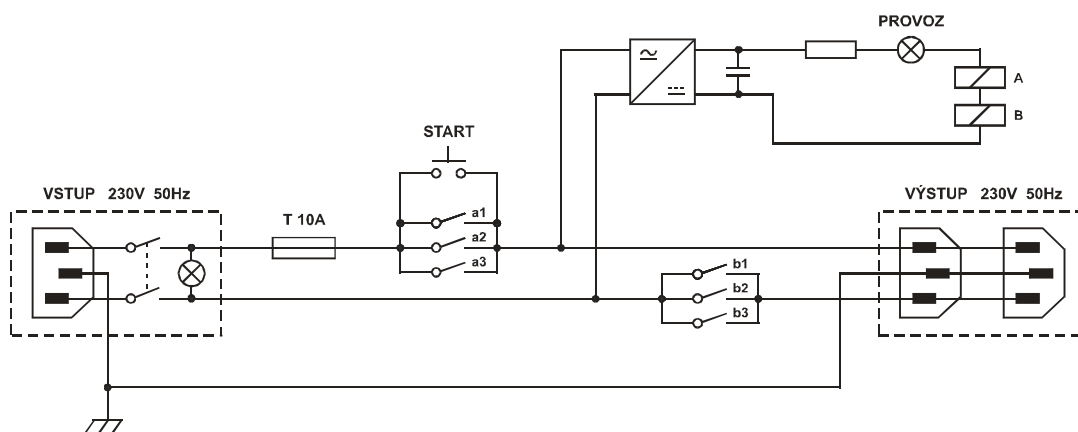 PROVOZ
A
B
START
VSTUP 230V 50Hz
VÝSTUP 230V 50Hz
T 10A
a1
a2
a3
b1
b2
b3